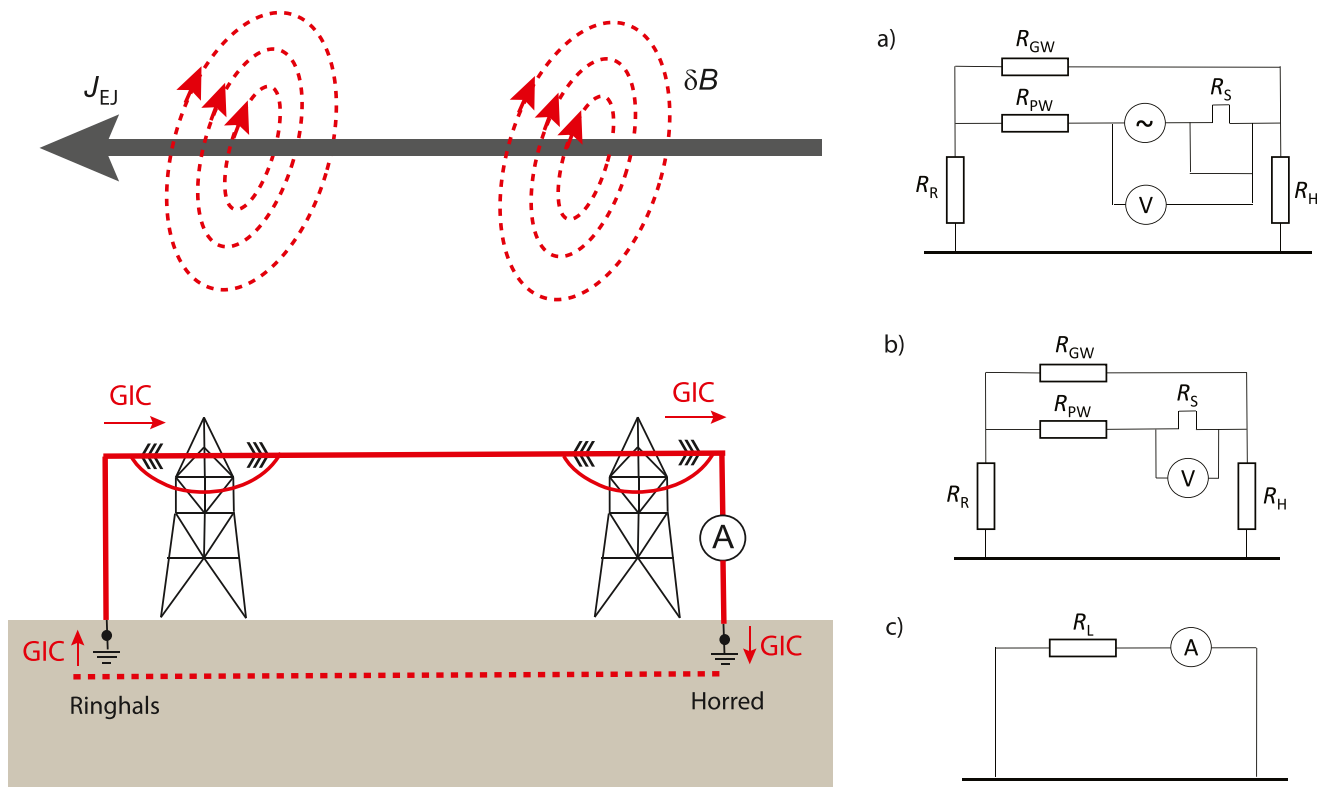 J_EJ
δB
GIC
GIC
A
GIC
GIC
Ringhals
Horred
a)
R_GW
R_PW
~
R_S
R_R
V
R_H
b)
R_GW
R_PW
R_S
V
R_R
R_H
c)
R_L
A